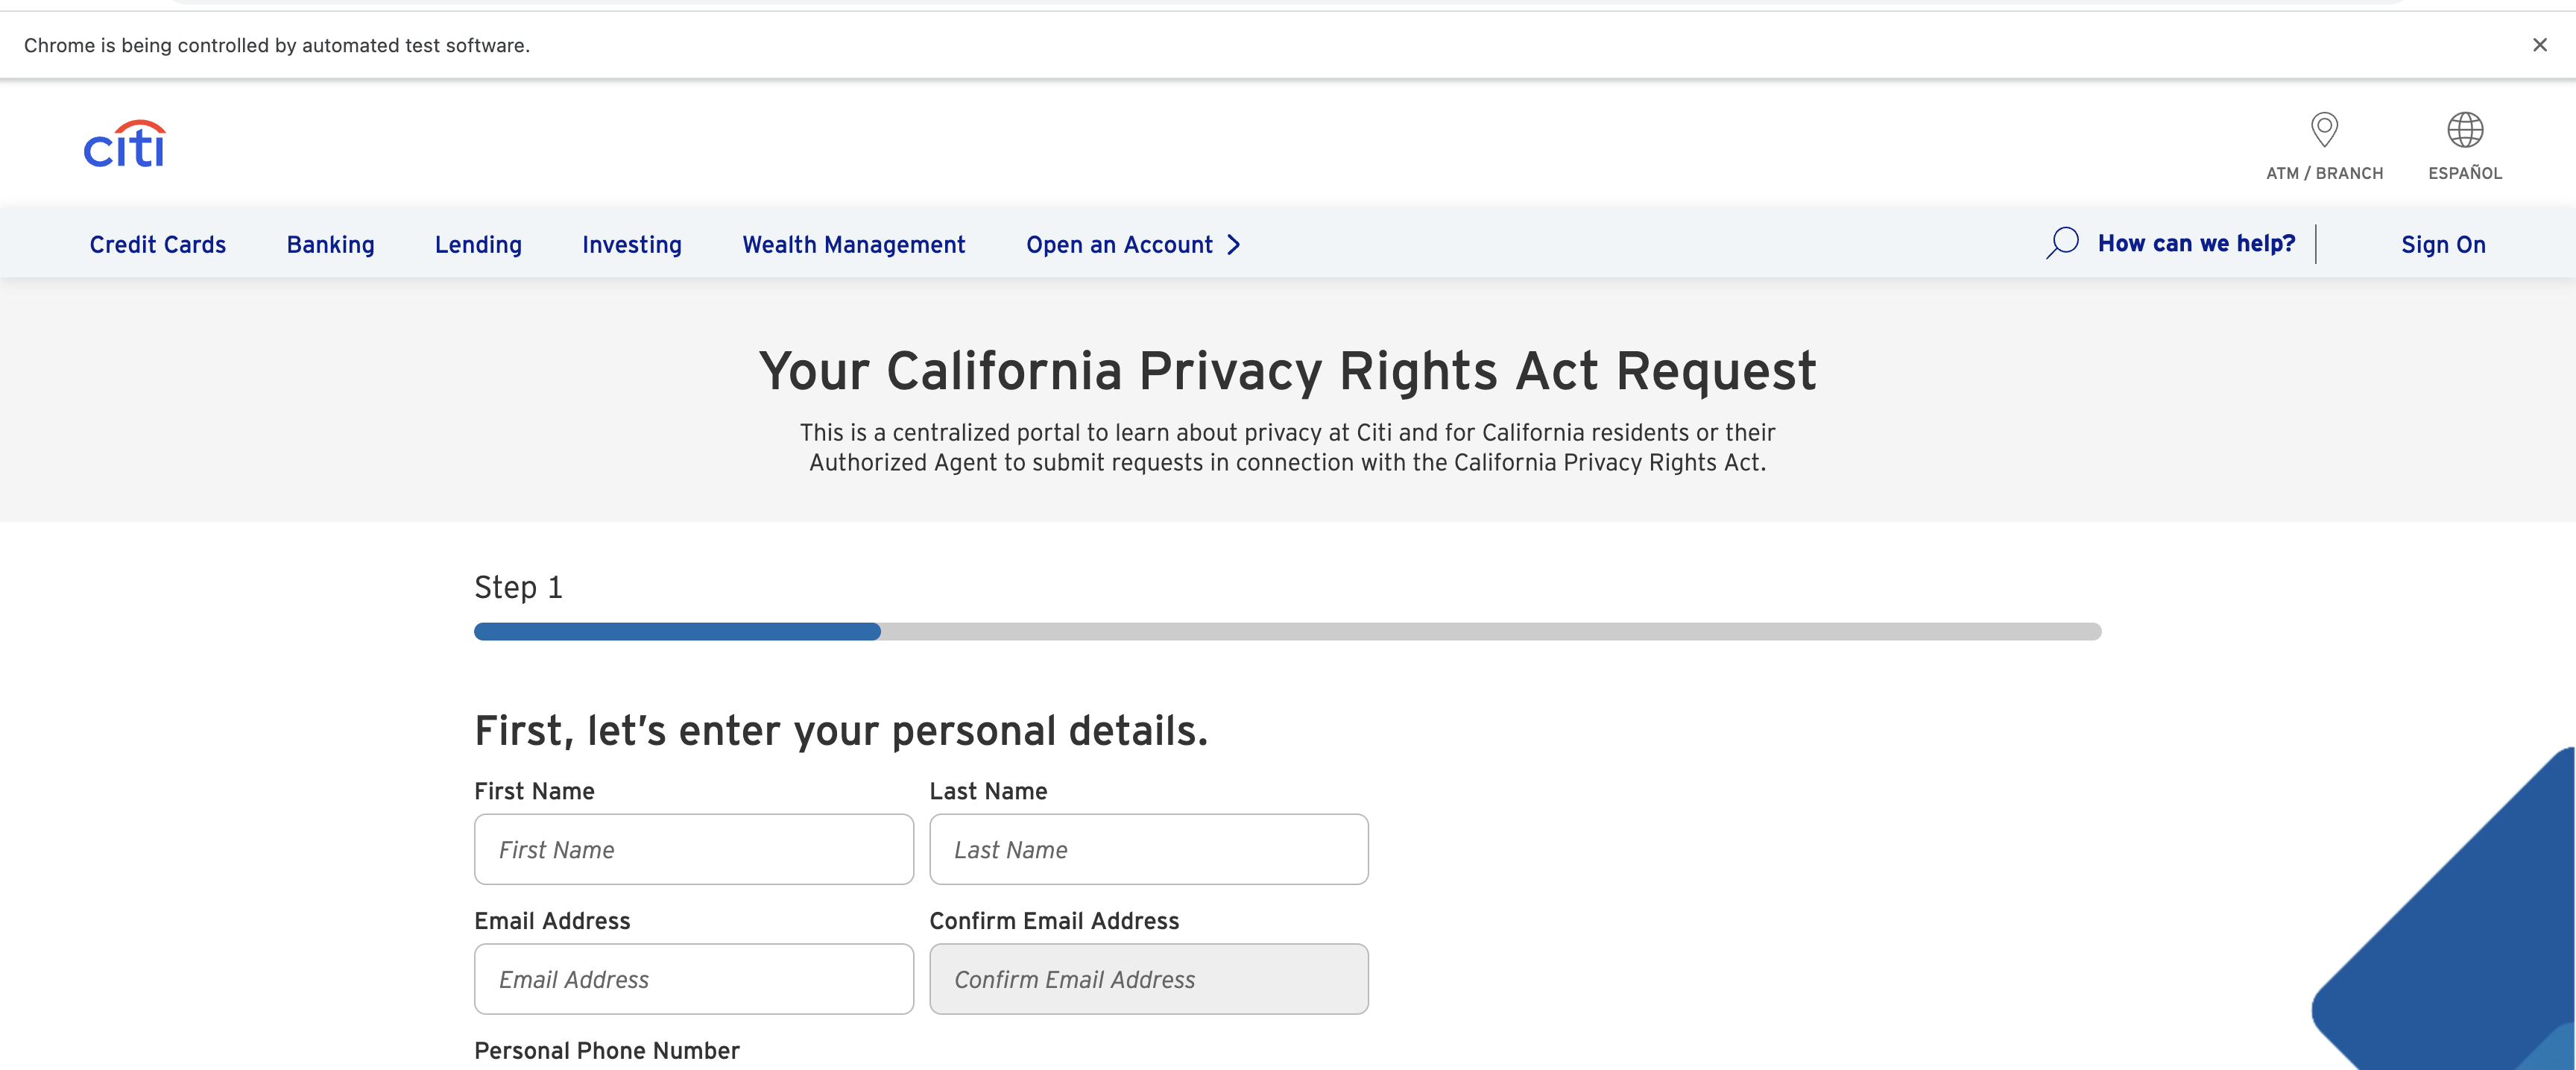 Chrome is being controlled by automated test software.
citi
ATM / BRANCH
ESPAÑOL
Credit Cards
Banking
Lending
Investing
Wealth Management
Open an Account
How can we help?
Sign On
Your California Privacy Rights Act Request
This is a centralized portal to learn about privacy at Citi and for California residents or their
Authorized Agent to submit requests in connection with the California Privacy Rights Act.
Step 1
First, let’s enter your personal details.
First Name
Last Name
First Name
Last Name
Email Address
Confirm Email Address
Email Address
Confirm Email Address
Personal Phone Number